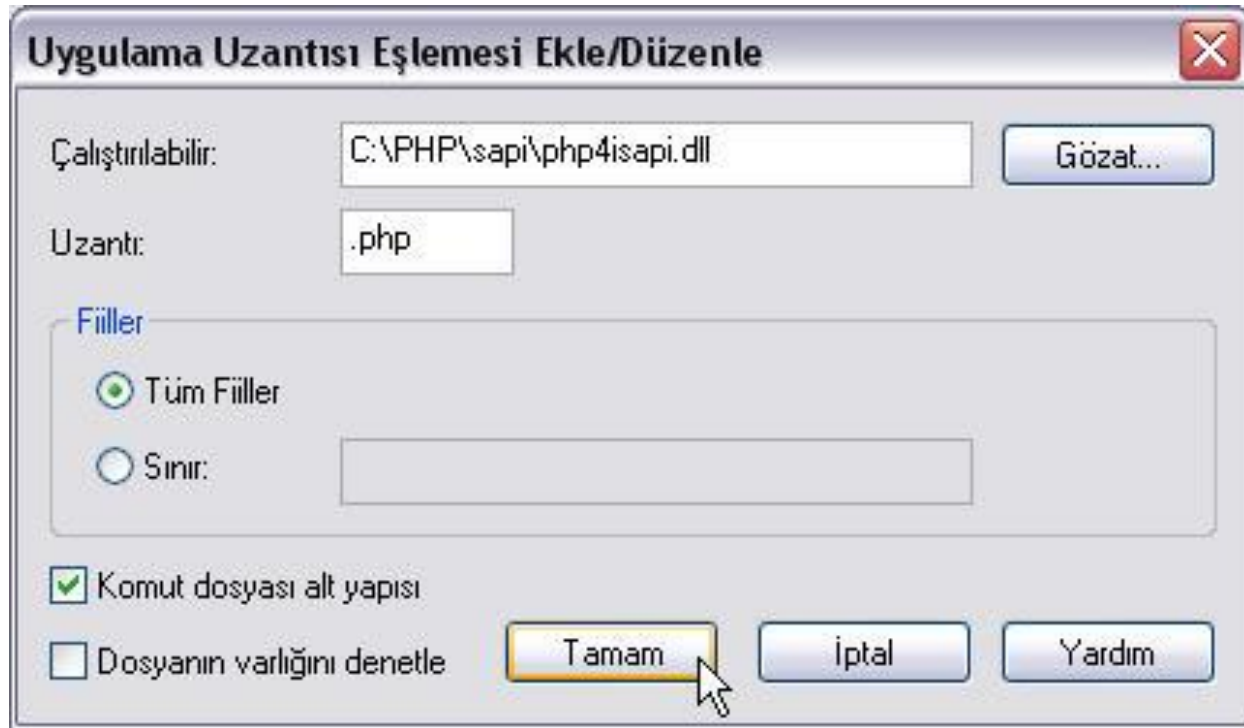 Uygulama Uzantısı Eşlemesi Ekle/Düzenle
Çalıştırılabilir: C:\PHP\sapi\php4isapi.dll Gözat...
Uzantı: .php
Fiiller
Tüm Fiiller
Sınır:
Komut dosyası alt yapısı
Dosyanın varlığını denetle Tamam İptal Yardım